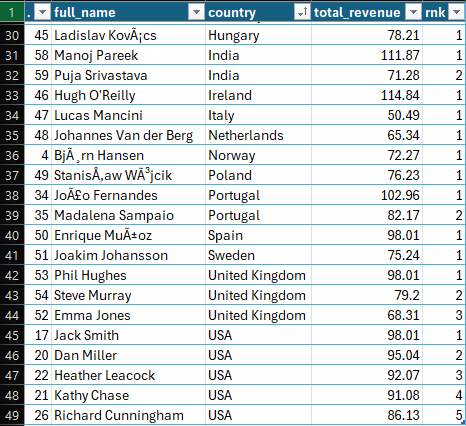 1 . full_name country total_revenue rnk
30 45 Ladislav KovÃ¡cs Hungary 78.21 1
31 58 Manoj Pareek India 111.87 1
32 59 Puja Srivastava India 71.28 2
33 46 Hugh O'Reilly Ireland 114.84 1
34 47 Lucas Mancini Italy 50.49 1
35 48 Johannes Van der Berg Netherlands 65.34 1
36 4 BjÃ¸rn Hansen Norway 72.27 1
37 49 StanisÅ‚aw WÃ³jcik Poland 76.23 1
38 34 JoÃ£o Fernandes Portugal 102.96 1
39 35 Madalena Sampaio Portugal 82.17 2
40 50 Enrique MuÃ±oz Spain 98.01 1
41 51 Joakim Johansson Sweden 75.24 1
42 53 Phil Hughes United Kingdom 98.01 1
43 54 Steve Murray United Kingdom 79.2 2
44 52 Emma Jones United Kingdom 68.31 3
45 17 Jack Smith USA 98.01 1
46 20 Dan Miller USA 95.04 2
47 22 Heather Leacock USA 92.07 3
48 21 Kathy Chase USA 91.08 4
49 26 Richard Cunningham USA 86.13 5